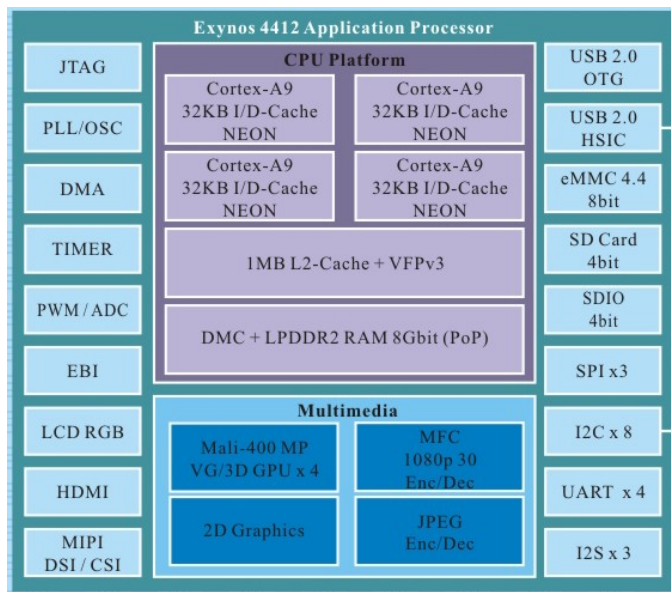 Exynos 4412 Application Processor
JTAG
PLL/OSC
DMA
TIMER
PWM / ADC
EBI
LCD RGB
HDMI
MIPI
DSI / CSI
CPU Platform
Cortex-A9
32KB I/D-Cache
NEON
Cortex-A9
32KB I/D-Cache
NEON
Cortex-A9
32KB I/D-Cache
NEON
Cortex-A9
32KB I/D-Cache
NEON
1MB L2-Cache + VFPv3
DMC + LPDDR2 RAM 8Gbit (PoP)
Multimedia
Mali-400 MP
VG/3D GPU x 4
MFC
1080p 30
Enc/Dec
2D Graphics
JPEG
Enc/Dec
USB 2.0
OTG
USB 2.0
HSIC
eMMC 4.4
8bit
SD Card
4bit
SDIO
4bit
SPI x3
I2C x 8
UART x 4
I2S x 3